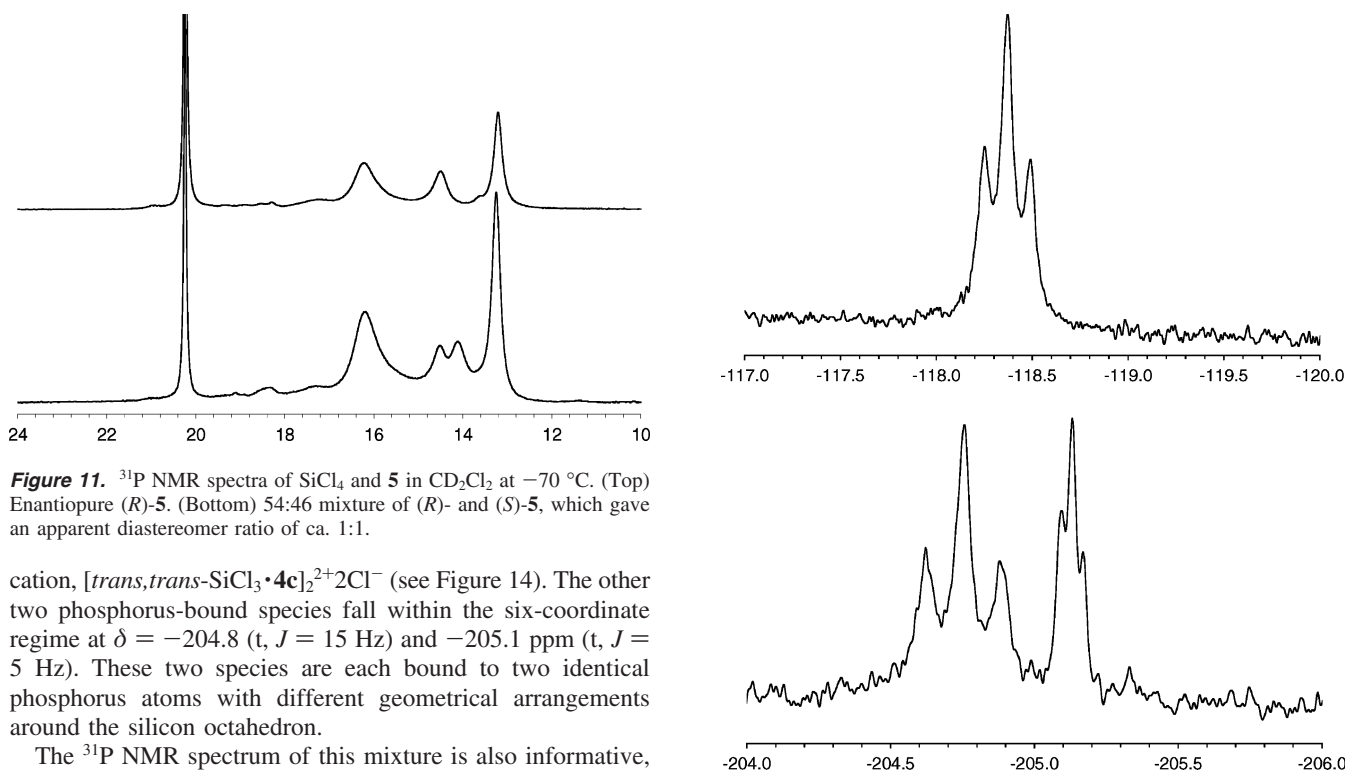 24 22 20 18 16 14 12 10
Figure 11. ³¹P NMR spectra of SiCl₄ and 5 in CD₂Cl₂ at −70 °C. (Top)
Enantiopure (R)-5. (Bottom) 54:46 mixture of (R)- and (S)-5, which gave
an apparent diastereomer ratio of ca. 1:1.
cation, [trans,trans-SiCl₃•4c]₂²⁺2Cl⁻ (see Figure 14). The other
two phosphorus-bound species fall within the six-coordinate
regime at δ = −204.8 (t, J = 15 Hz) and −205.1 ppm (t, J =
5 Hz). These two species are each bound to two identical
phosphorus atoms with different geometrical arrangements
around the silicon octahedron.
The ³¹P NMR spectrum of this mixture is also informative,
-117.0 -117.5 -118.0 -118.5 -119.0 -119.5 -120.0
-204.0 -204.5 -205.0 -205.5 -206.0